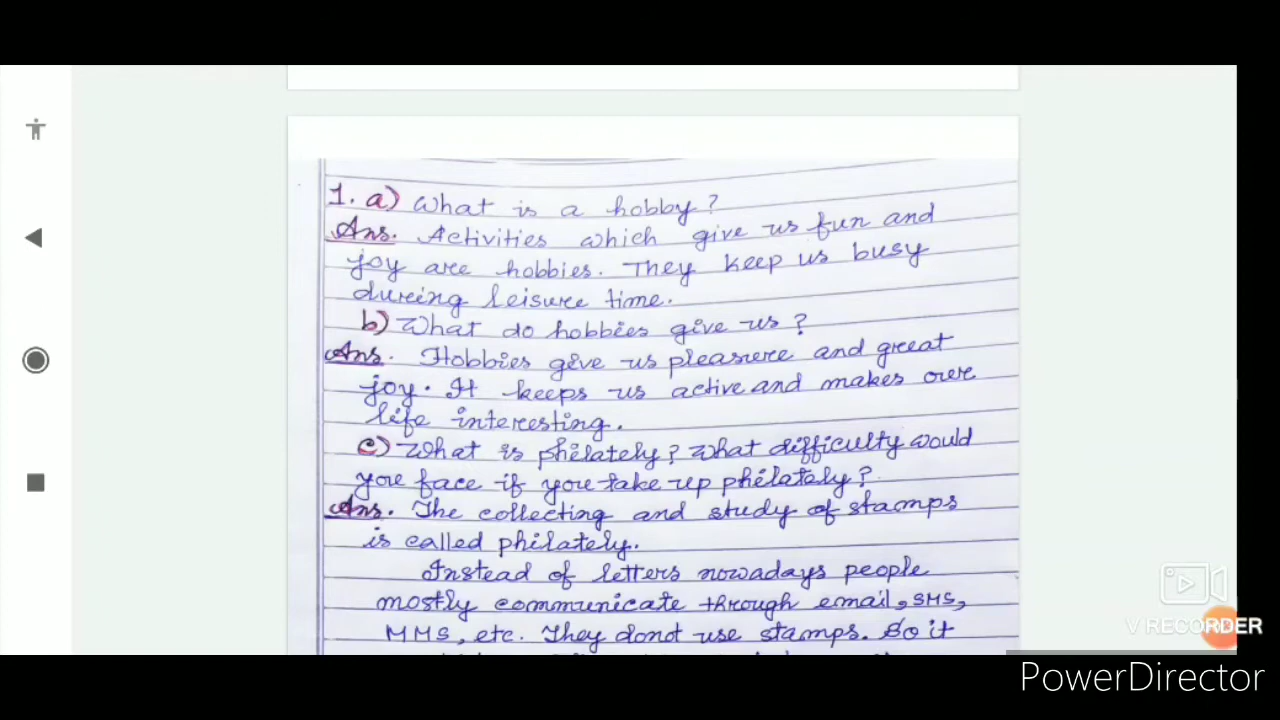 1. a) What is a hobby?
Ans. Activities which give us fun and
joy are hobbies. They keep us busy
during leisure time.
b) What do hobbies give us?
Ans. Hobbies give us pleasure and great
joy. It keeps us active and makes our
life interesting.
c) What is philately? What difficulty would
you face if you take up philately?
Ans. The collecting and study of stamps
is called philately.
Instead of letters nowadays people
mostly communicate through email, SMS,
MMS, etc. They donot use stamps. So it
V RECORDER
PowerDirector